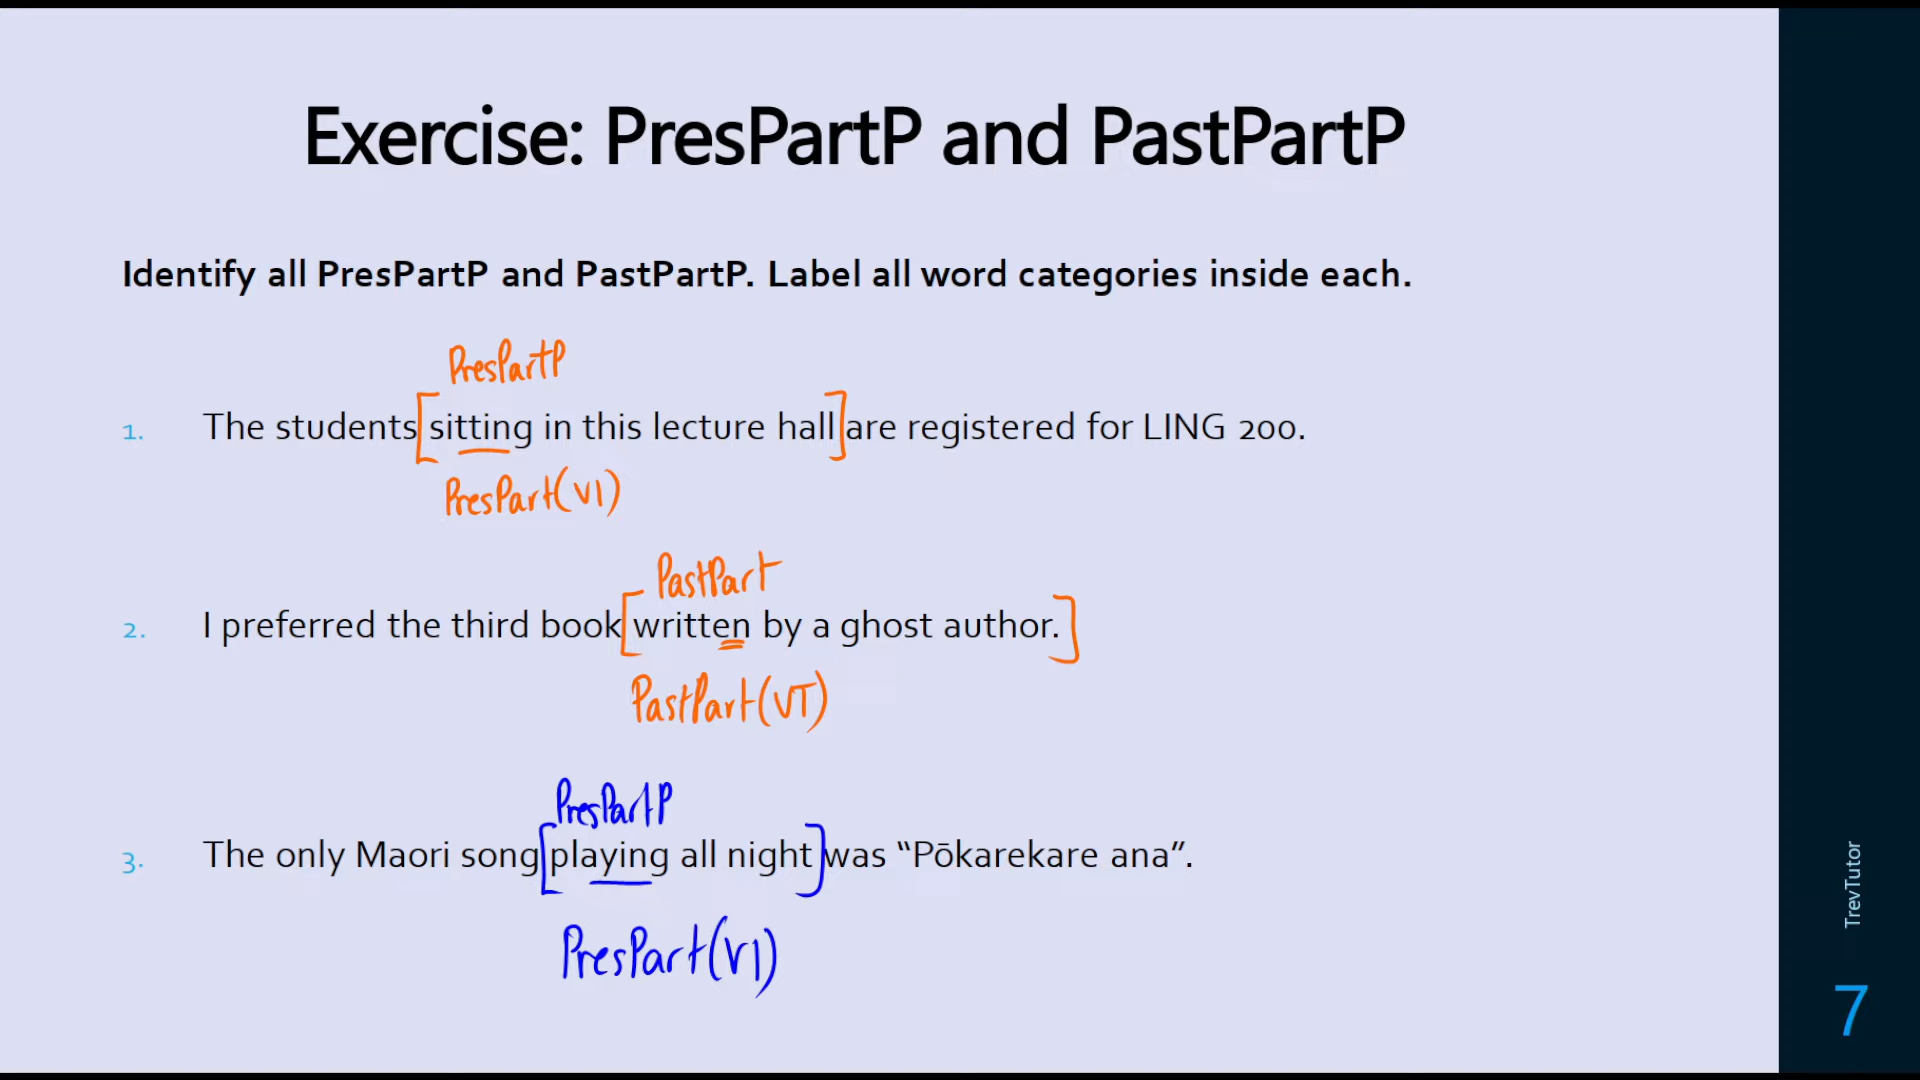 Exercise: PresPartP and PastPartP
Identify all PresPartP and PastPartP. Label all word categories inside each.
PresPartP
1. The students [sitting in this lecture hall] are registered for LING 200.
PresPart(VI)
PastPart
2. I preferred the third book [written by a ghost author.]
PastPart(VT)
PresPartP
3. The only Maori song [playing all night] was “Pōkarekare ana”.
PresPart(VI)
TrevTutor
7